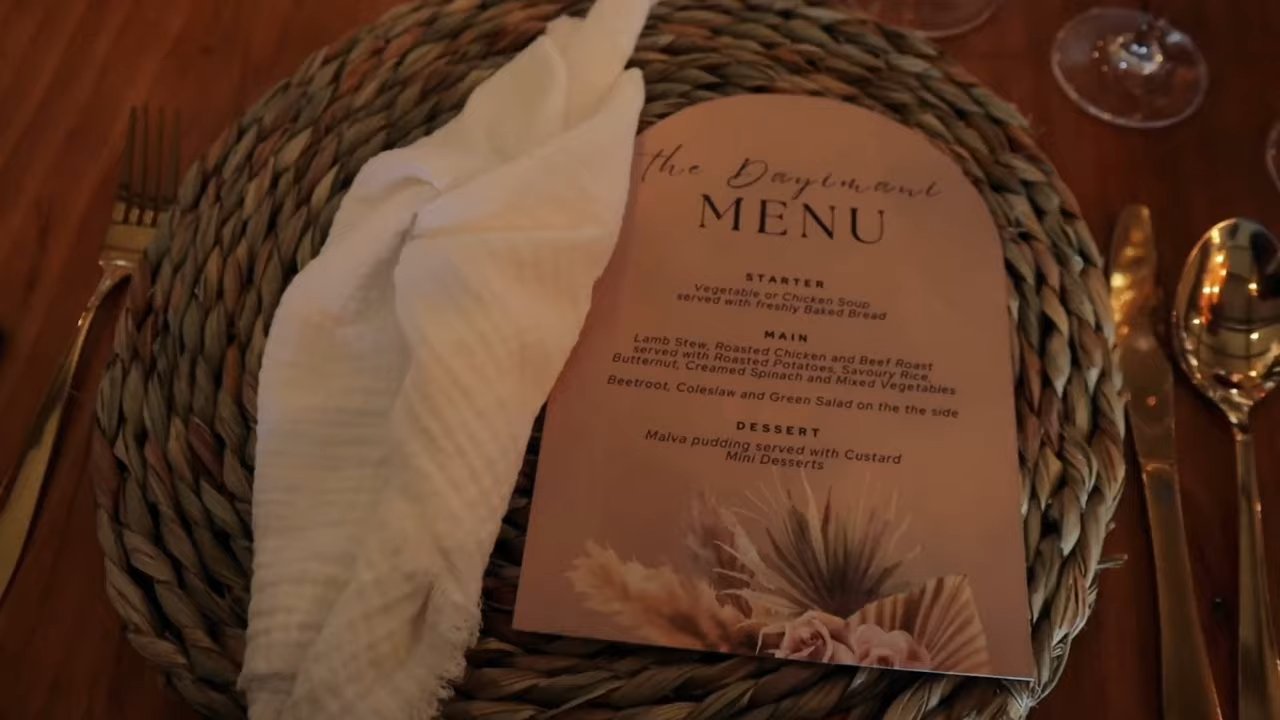 the Dayimani
MENU
STARTER
Vegetable or Chicken Soup
served with freshly Baked Bread
MAIN
Lamb Stew, Roasted Chicken and Beef Roast
served with Roasted Potatoes, Savoury Rice,
Butternut, Creamed Spinach and Mixed Vegetables
Beetroot, Coleslaw and Green Salad on the the side
DESSERT
Malva pudding served with Custard
Mini Desserts